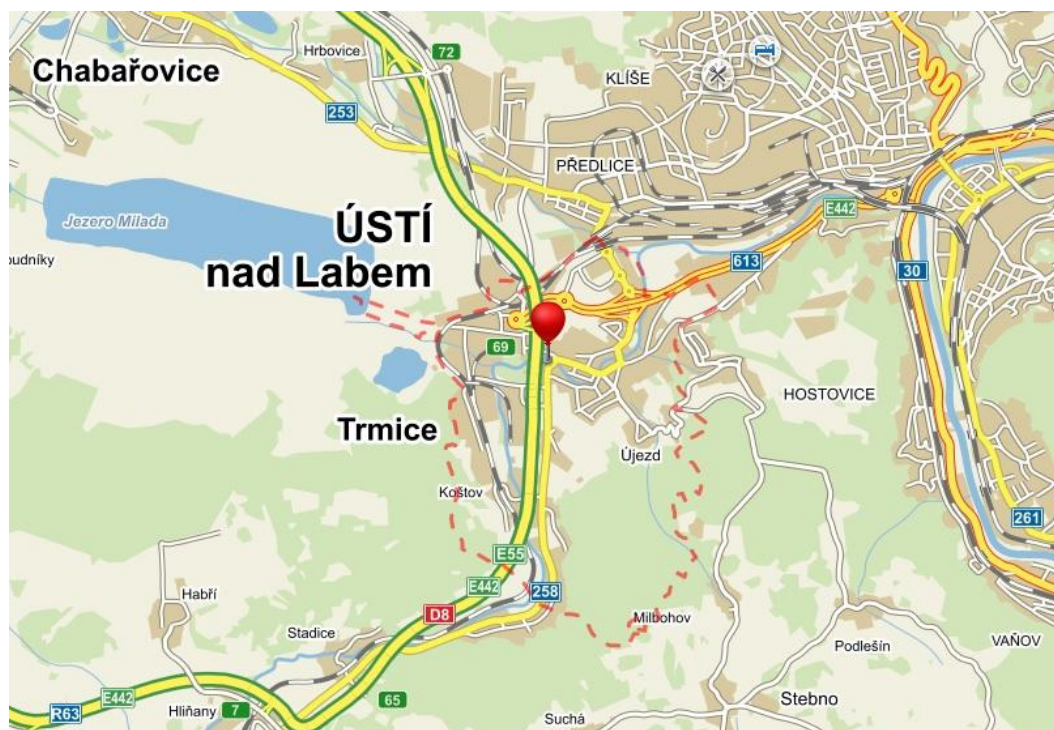 Hrbovice
72
Chabařovice
KLÍŠE
253
PŘEDLICE
Jezero Milada
ÚSTÍ
nad Labem
E442
oudníky
613
30
69
HOSTOVICE
Trmice
Újezd
Koštov
261
E55
E442
258
Habří
D8
Stadice
Milbohov
Podlešín
VAŇOV
E442
65
Stebno
R63
Hliňany
7
Suchá